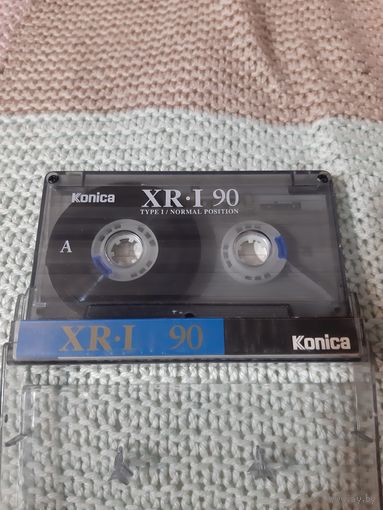 Konica XR·I 90
TYPE I / NORMAL POSITION
A
XR·I 90 Konica